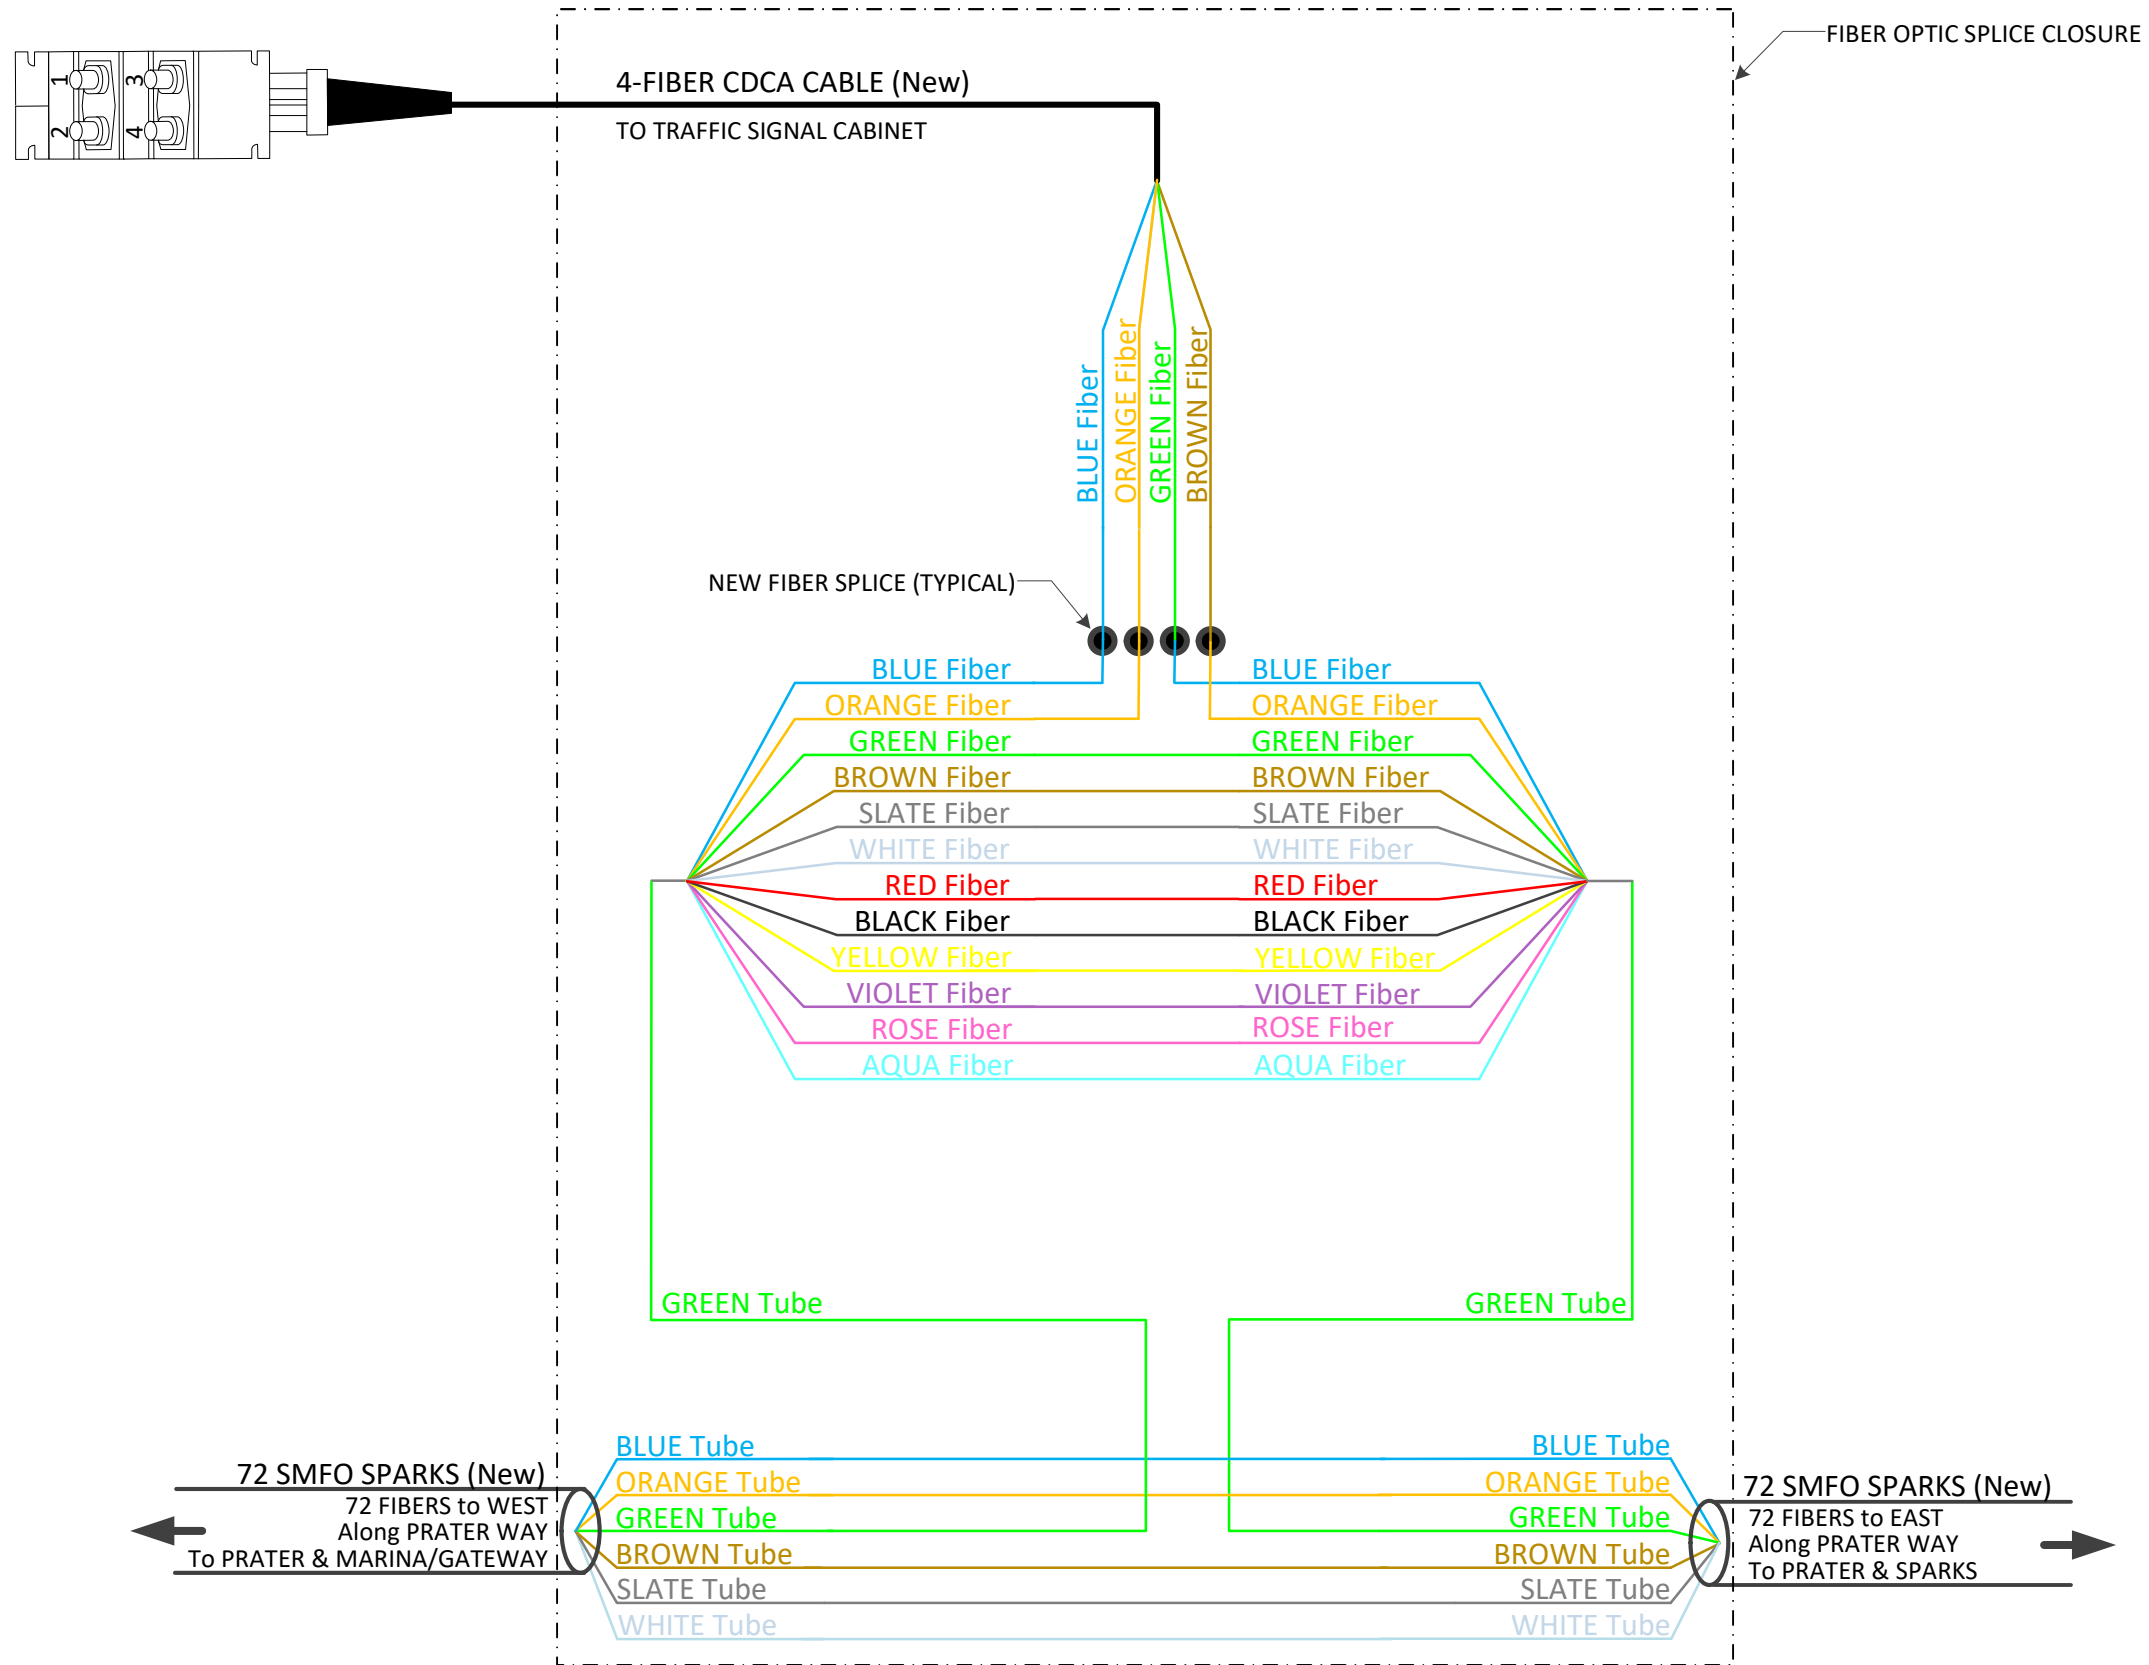 FIBER OPTIC SPLICE CLOSURE
1
3
2
4
4-FIBER CDCA CABLE (New)
TO TRAFFIC SIGNAL CABINET
BLUE Fiber
ORANGE Fiber
GREEN Fiber
BROWN Fiber
NEW FIBER SPLICE (TYPICAL)
BLUE Fiber BLUE Fiber
ORANGE Fiber ORANGE Fiber
GREEN Fiber GREEN Fiber
BROWN Fiber BROWN Fiber
SLATE Fiber SLATE Fiber
WHITE Fiber WHITE Fiber
RED Fiber RED Fiber
BLACK Fiber BLACK Fiber
YELLOW Fiber YELLOW Fiber
VIOLET Fiber VIOLET Fiber
ROSE Fiber ROSE Fiber
AQUA Fiber AQUA Fiber
GREEN Tube GREEN Tube
BLUE Tube BLUE Tube
ORANGE Tube ORANGE Tube
GREEN Tube GREEN Tube
BROWN Tube BROWN Tube
SLATE Tube SLATE Tube
WHITE Tube WHITE Tube
72 SMFO SPARKS (New)
72 FIBERS to WEST
Along PRATER WAY
To PRATER & MARINA/GATEWAY
72 SMFO SPARKS (New)
72 FIBERS to EAST
Along PRATER WAY
To PRATER & SPARKS